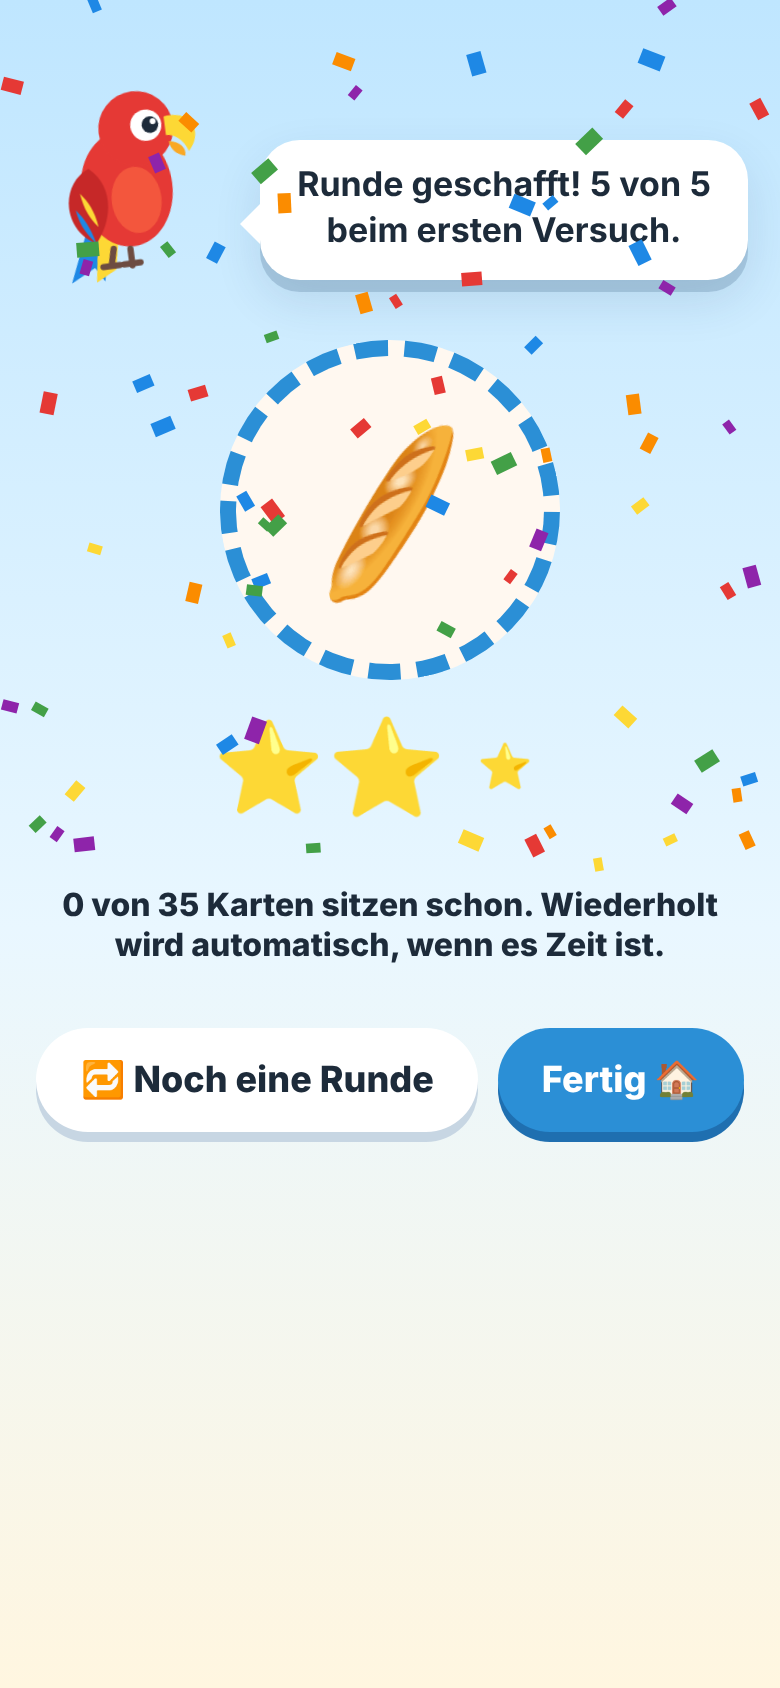 Runde geschafft! 5 von 5
beim ersten Versuch.
0 von 35 Karten sitzen schon. Wiederholt
wird automatisch, wenn es Zeit ist.
Noch eine Runde
Fertig